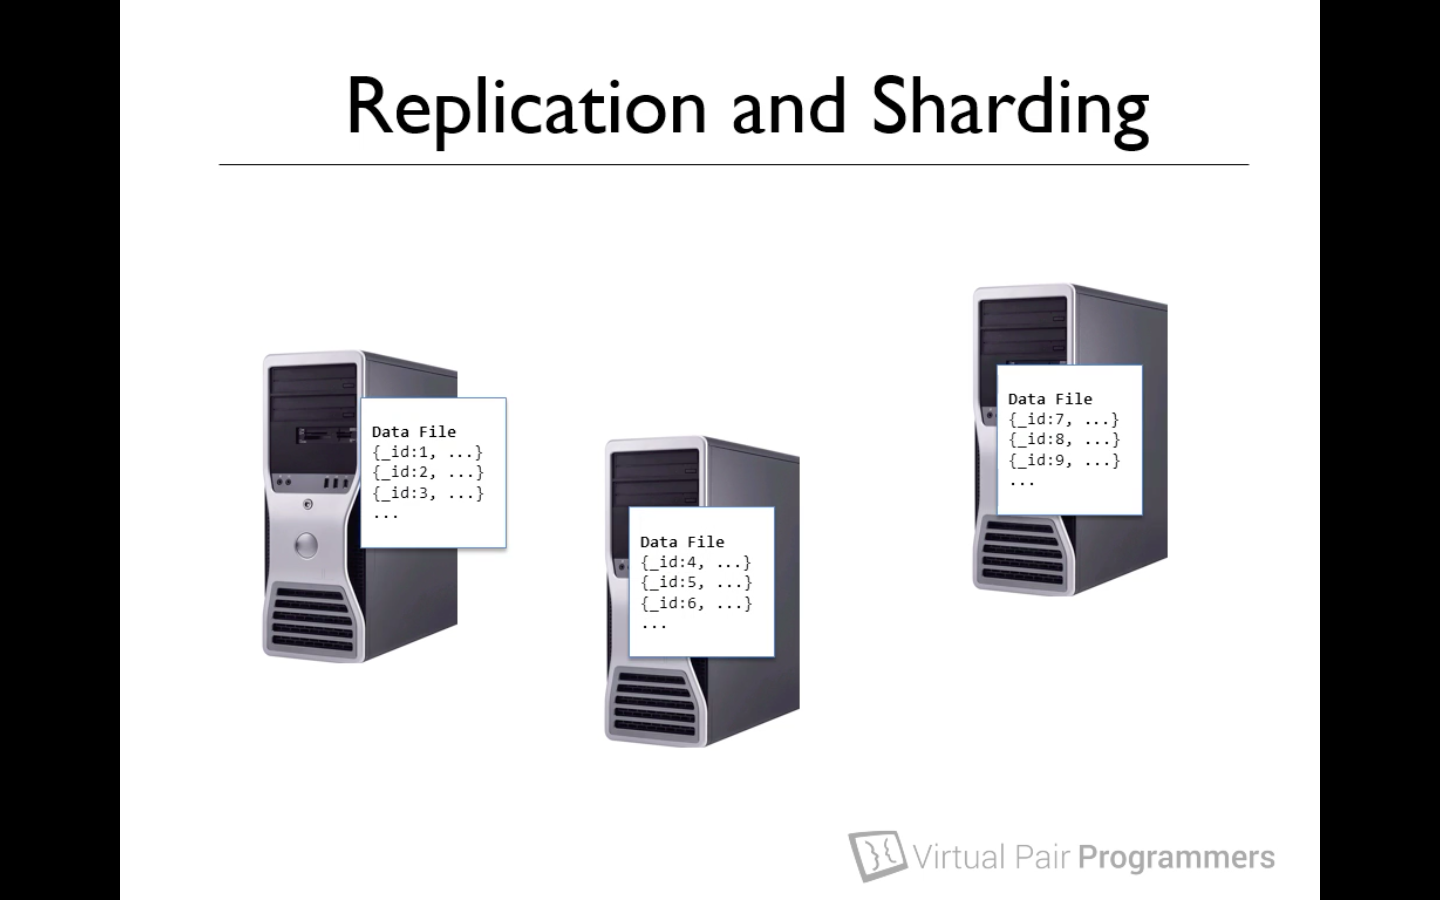 Replication and Sharding
Data File
{_id:1, ...}
{_id:2, ...}
{_id:3, ...}
...
Data File
{_id:4, ...}
{_id:5, ...}
{_id:6, ...}
...
Data File
{_id:7, ...}
{_id:8, ...}
{_id:9, ...}
...
Virtual Pair Programmers